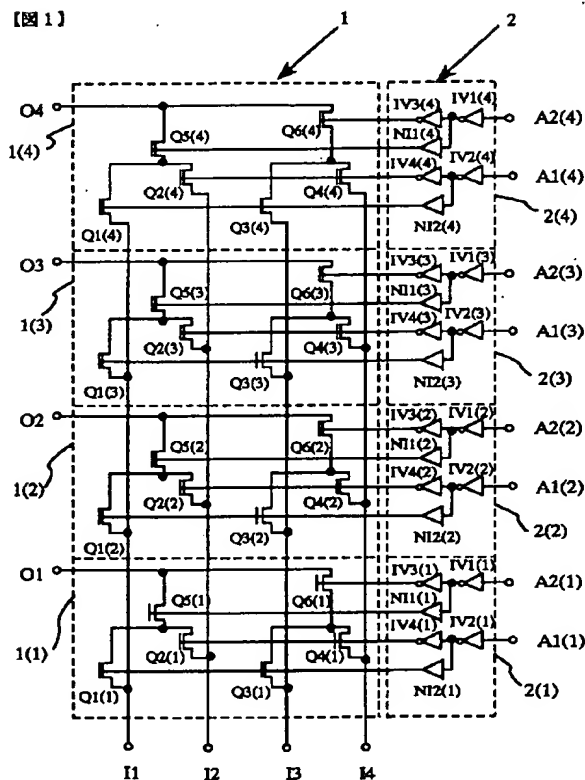 【図1】
1 2
O4 IV3(4) IV1(4) A2(4)
1(4) Q5(4) Q6(4) NI1(4)
IV4(4) IV2(4) A1(4)
Q2(4) Q4(4)
Q1(4) Q3(4) NI2(4) 2(4)
O3 IV3(3) IV1(3) A2(3)
1(3) Q5(3) Q6(3) NI1(3)
IV4(3) IV2(3) A1(3)
Q2(3) Q4(3)
Q1(3) Q3(3) NI2(3) 2(3)
O2 IV3(2) IV1(2) A2(2)
1(2) Q5(2) Q6(2) NI1(2)
IV4(2) IV2(2) A1(2)
Q2(2) Q4(2)
Q1(2) Q3(2) NI2(2) 2(2)
O1 IV3(1) IV1(1) A2(1)
1(1) Q5(1) Q6(1) NI1(1)
IV4(1) IV2(1) A1(1)
Q2(1) Q4(1)
Q1(1) Q3(1) NI2(1) 2(1)
I1 I2 I3 I4